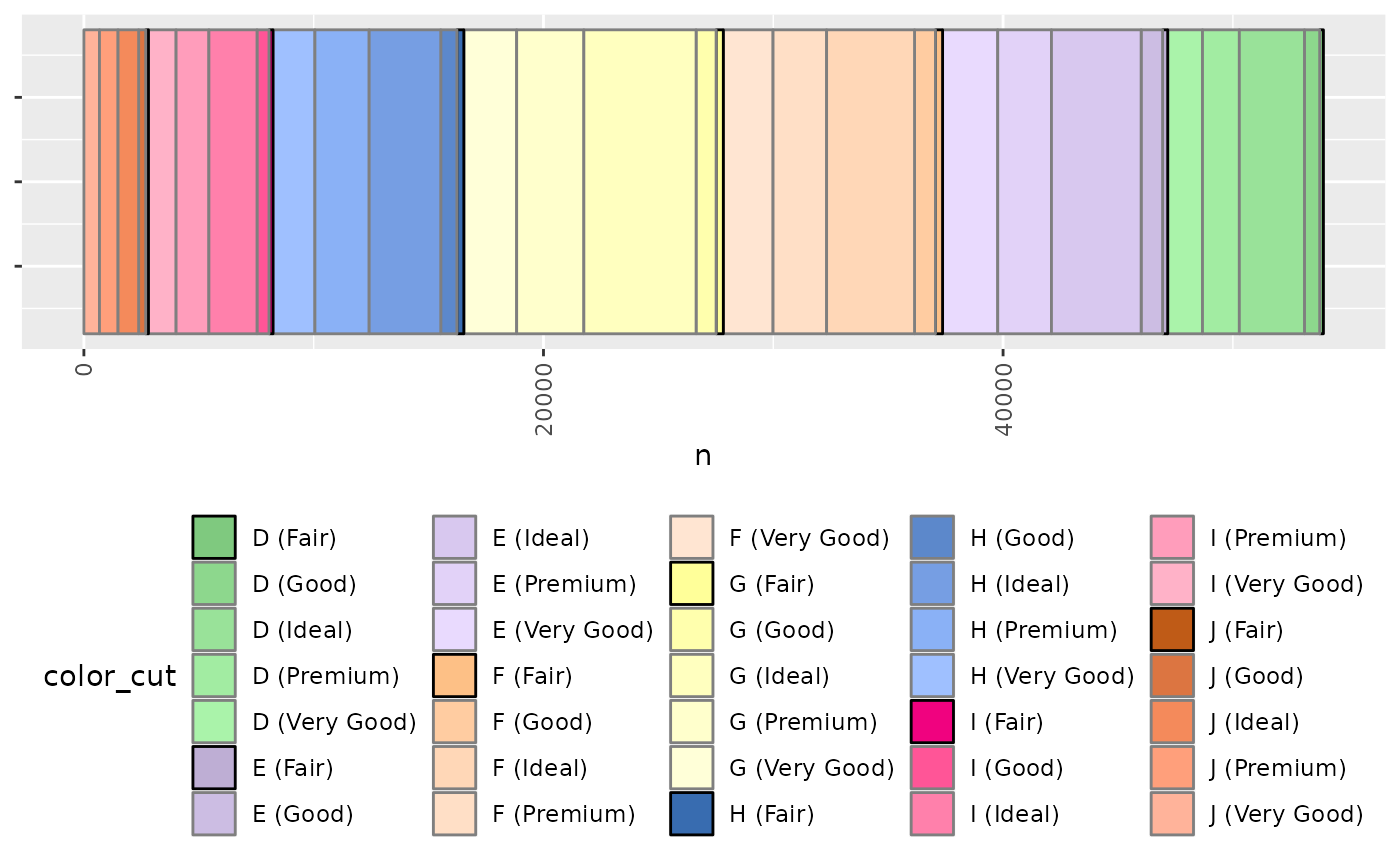 0
20000
40000
n
color_cut
D (Fair)
D (Good)
D (Ideal)
D (Premium)
D (Very Good)
E (Fair)
E (Good)
E (Ideal)
E (Premium)
E (Very Good)
F (Fair)
F (Good)
F (Ideal)
F (Premium)
F (Very Good)
G (Fair)
G (Good)
G (Ideal)
G (Premium)
G (Very Good)
H (Fair)
H (Good)
H (Ideal)
H (Premium)
H (Very Good)
I (Fair)
I (Good)
I (Ideal)
I (Premium)
I (Very Good)
J (Fair)
J (Good)
J (Ideal)
J (Premium)
J (Very Good)